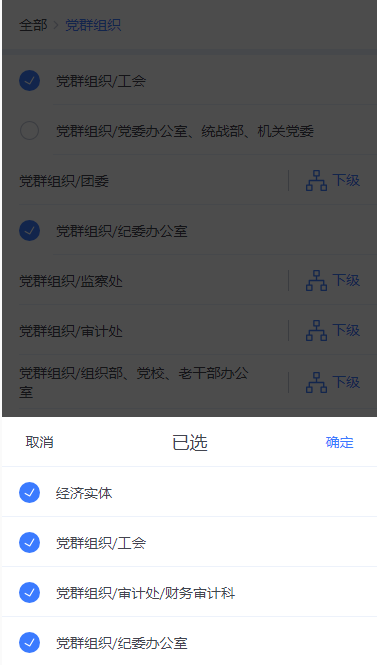 全部 > 党群组织
党群组织/工会
党群组织/党委办公室、统战部、机关党委
党群组织/团委 下级
党群组织/纪委办公室
党群组织/监察处 下级
党群组织/审计处 下级
党群组织/组织部、党校、老干部办公
室 下级
取消 已选 确定
经济实体
党群组织/工会
党群组织/审计处/财务审计科
党群组织/纪委办公室